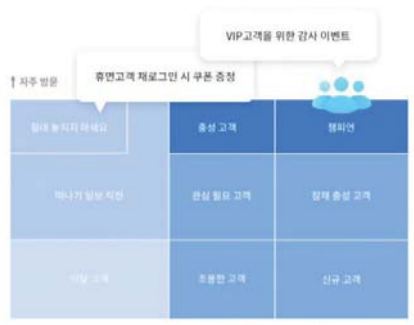 VIP고객을 위한 감사 이벤트
휴면고객 재로그인 시 쿠폰 증정
↑ 자주 방문
절대 놓치지 마세요
충성 고객
챔피언
떠나기 일보 직전
관심 필요 고객
잠재 충성 고객
이탈 고객
조용한 고객
신규 고객